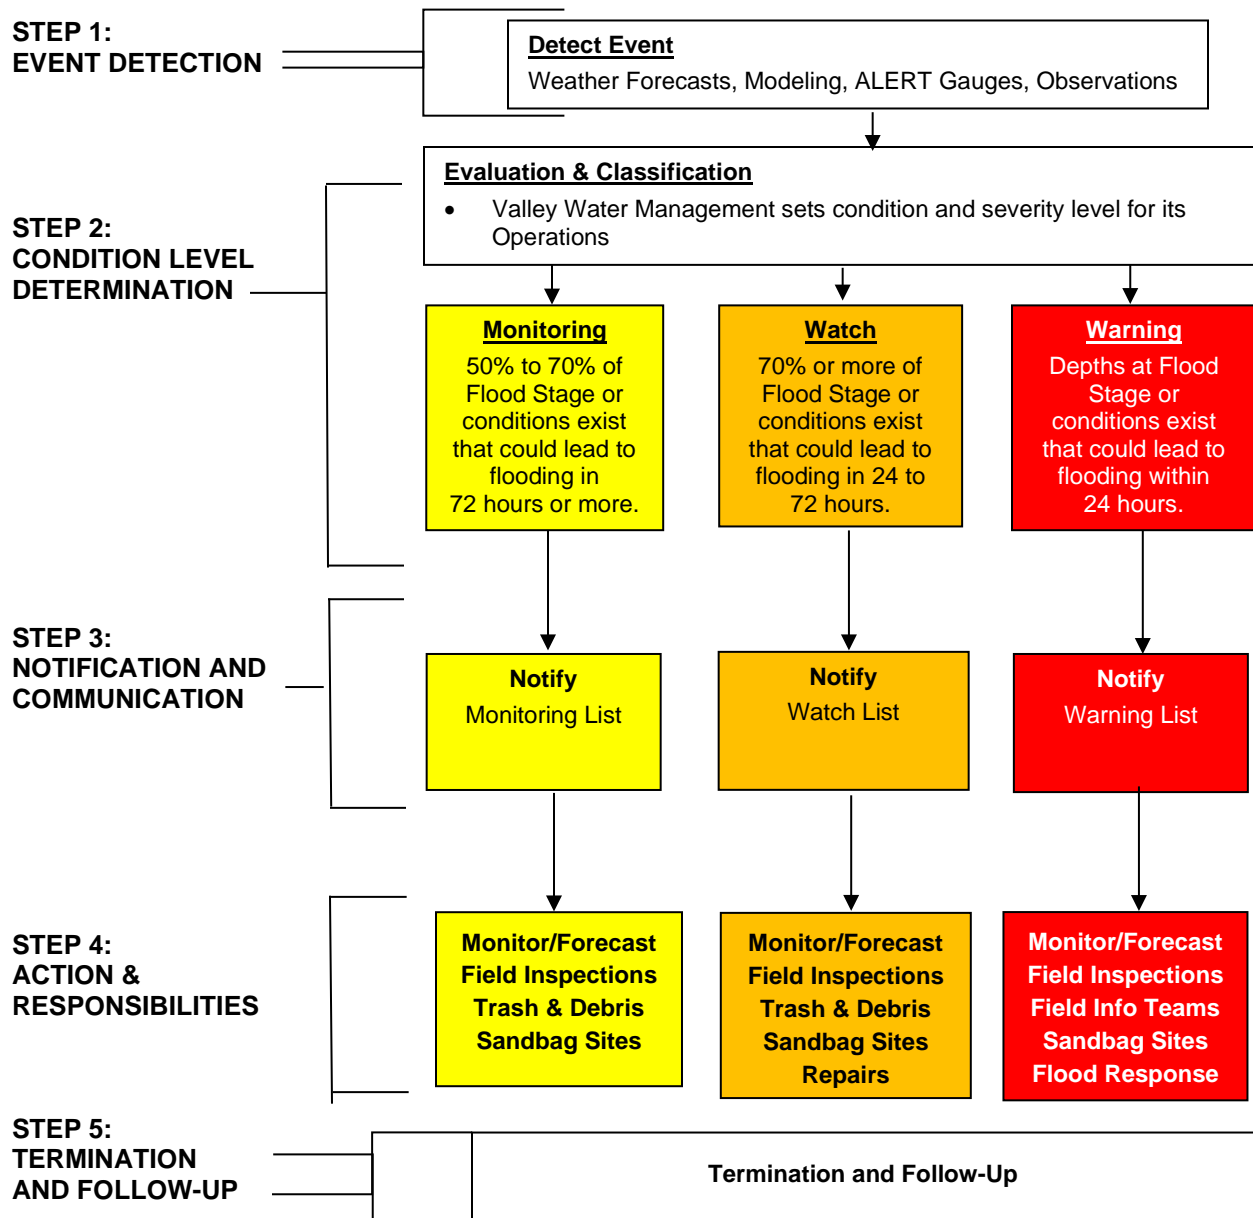 STEP 1:
EVENT DETECTION
Detect Event
Weather Forecasts, Modeling, ALERT Gauges, Observations
STEP 2:
CONDITION LEVEL
DETERMINATION
Evaluation & Classification
• Valley Water Management sets condition and severity level for its
Operations
Monitoring
50% to 70% of
Flood Stage or
conditions exist
that could lead to
flooding in
72 hours or more.
Watch
70% or more of
Flood Stage or
conditions exist
that could lead to
flooding in 24 to
72 hours.
Warning
Depths at Flood
Stage or
conditions exist
that could lead to
flooding within
24 hours.
STEP 3:
NOTIFICATION AND
COMMUNICATION
Notify
Monitoring List
Notify
Watch List
Notify
Warning List
STEP 4:
ACTION &
RESPONSIBILITIES
Monitor/Forecast
Field Inspections
Trash & Debris
Sandbag Sites
Monitor/Forecast
Field Inspections
Trash & Debris
Sandbag Sites
Repairs
Monitor/Forecast
Field Inspections
Field Info Teams
Sandbag Sites
Flood Response
STEP 5:
TERMINATION
AND FOLLOW-UP
Termination and Follow-Up